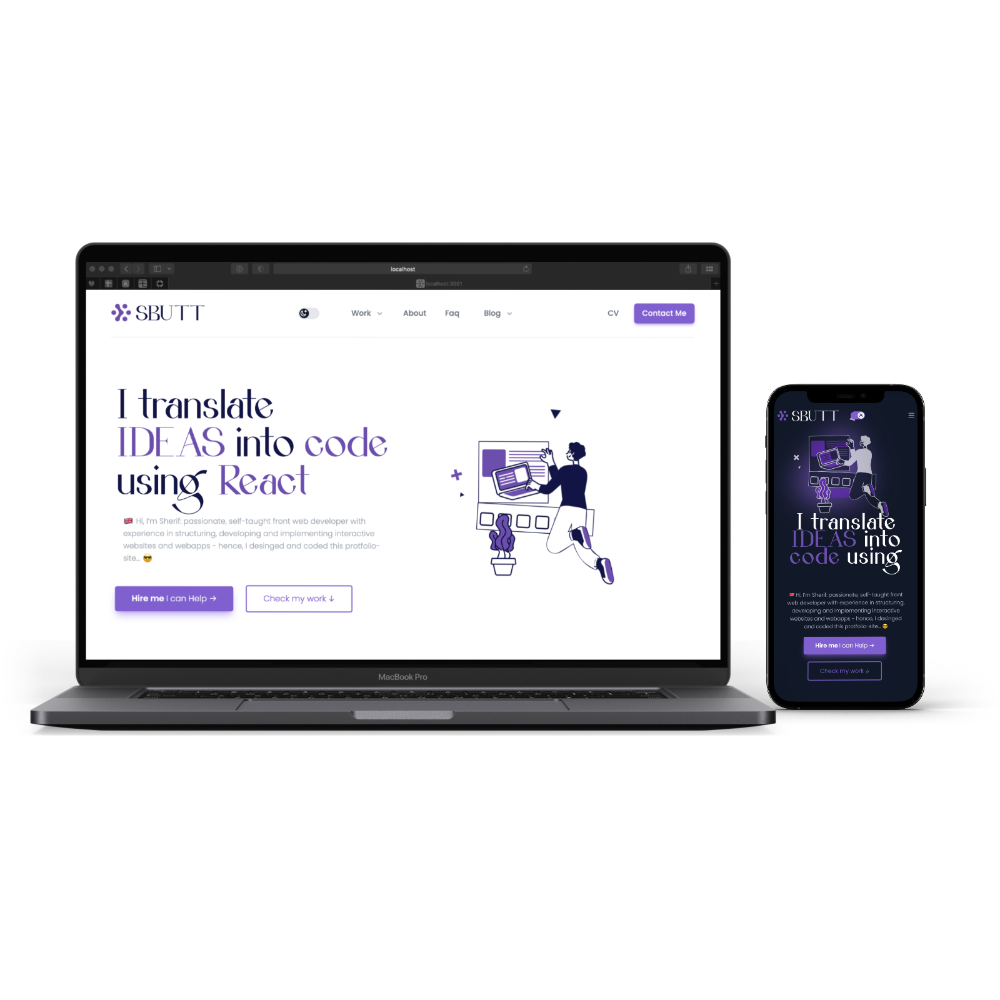 localhost
localhost 3001
SBUTT
Work
About
Faq
Blog
CV
Contact Me
I translate
IDEAS into code
using React
🇬🇧 Hi, I'm Sherif: passionate, self-taught front web developer with
experience in structuring, developing and implementing interactive
websites and webapps - hence, I desinged and coded this protfolio-
site... 😎
Hire me I can Help →
Check my work ↓
MacBook Pro
SBUTT
I translate
IDEAS into
code using
🇬🇧 Hi, I'm Sherif: passionate, self-taught front
web developer with experience in structuring,
developing and implementing interactive
websites and webapps - hence, I desinged
and coded this protfolio-site... 😎
Hire me I can Help →
Check my work ↓